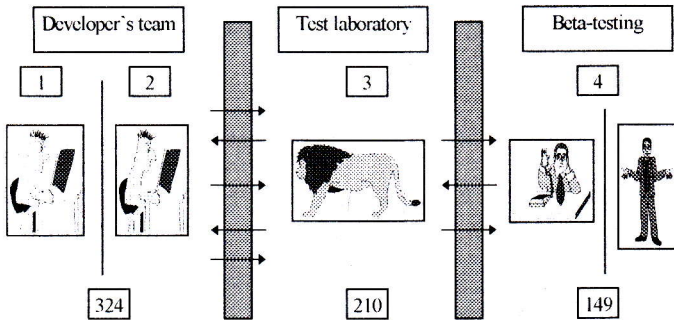 Developer`s team
Test laboratory
Beta-testing
1
2
3
4
324
210
149